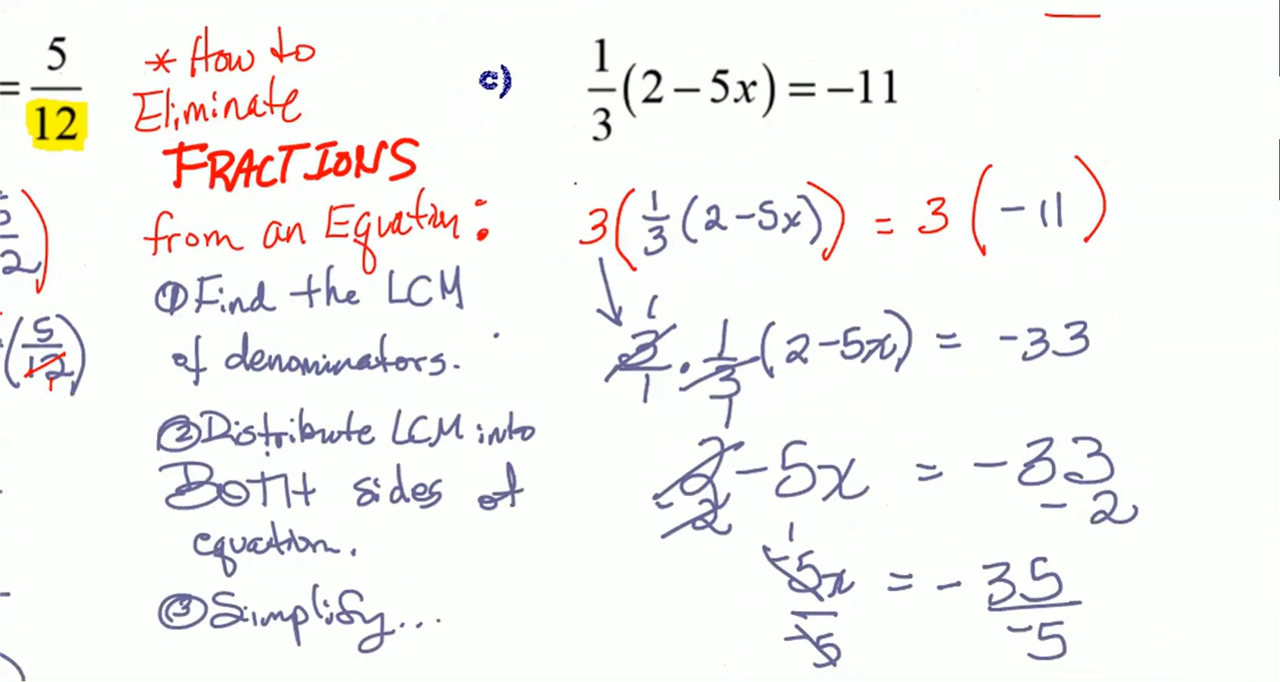 = 5/12
* How to
Eliminate
FRACTIONS
from an Equation:
① Find the LCM
of denominators.
② Distribute LCM into
BOTH sides of
equation.
③ Simplify...
(5/12)
c) 1/3(2 − 5x) = −11
3(1/3(2 − 5x)) = 3(−11)
3/1 · 1/3(2 − 5x) = −33
2 − 5x = −33
−2 −2
−5x/−5 = −35/−5